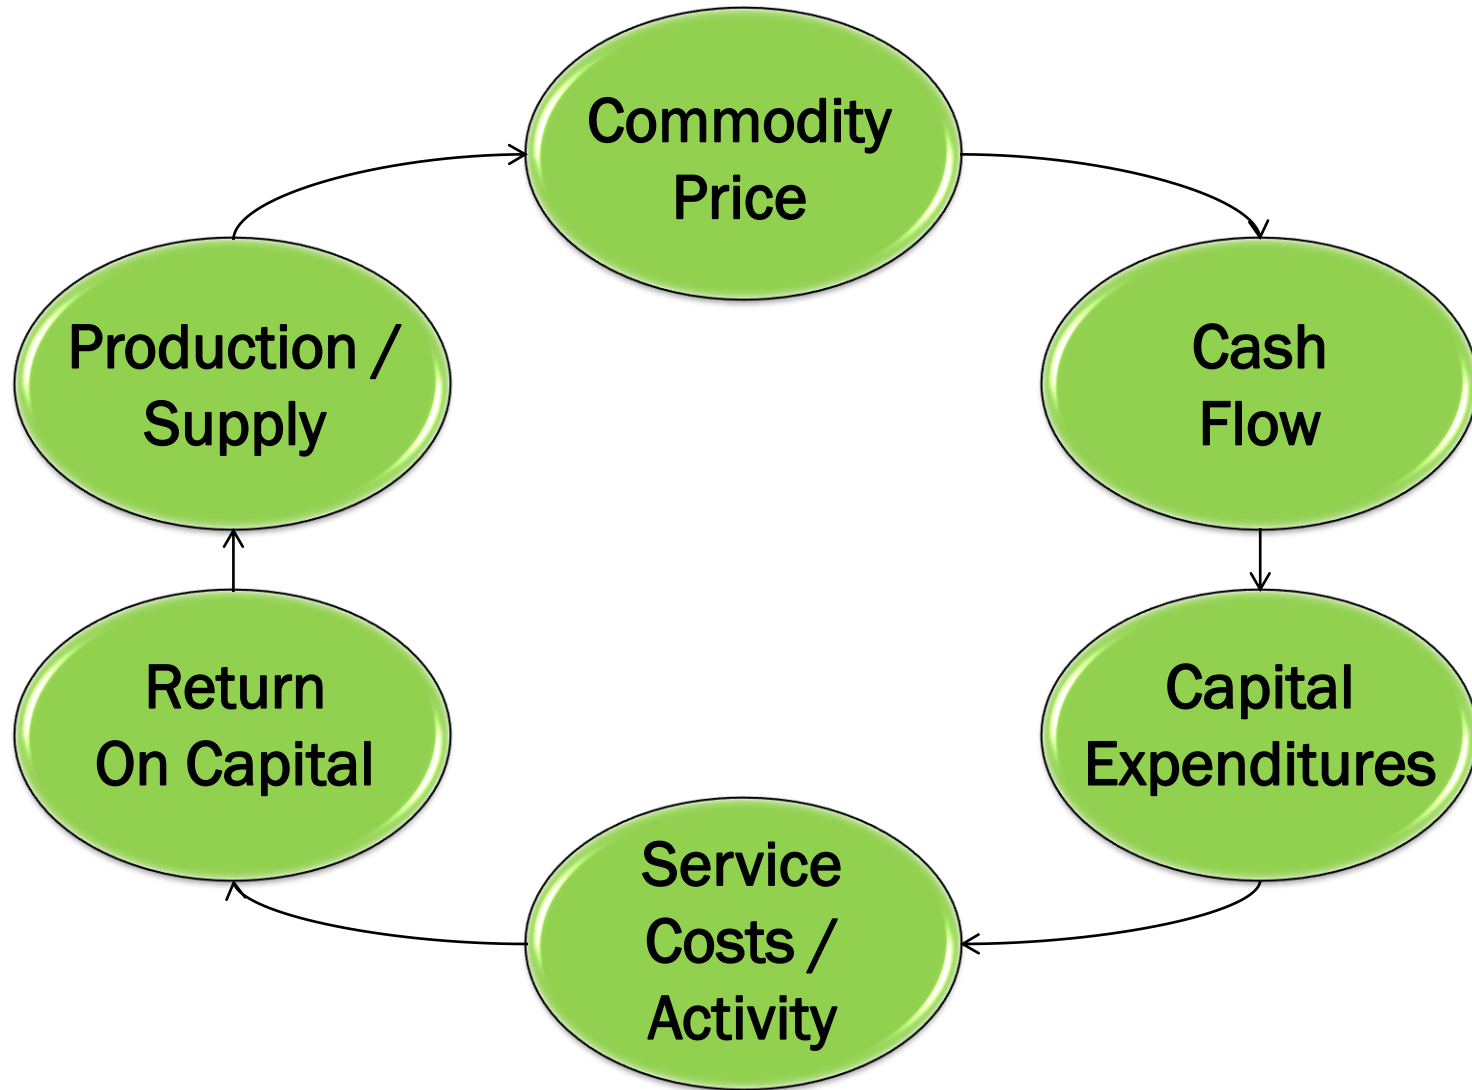 Commodity
Price
Cash
Flow
Capital
Expenditures
Service
Costs /
Activity
Return
On Capital
Production /
Supply